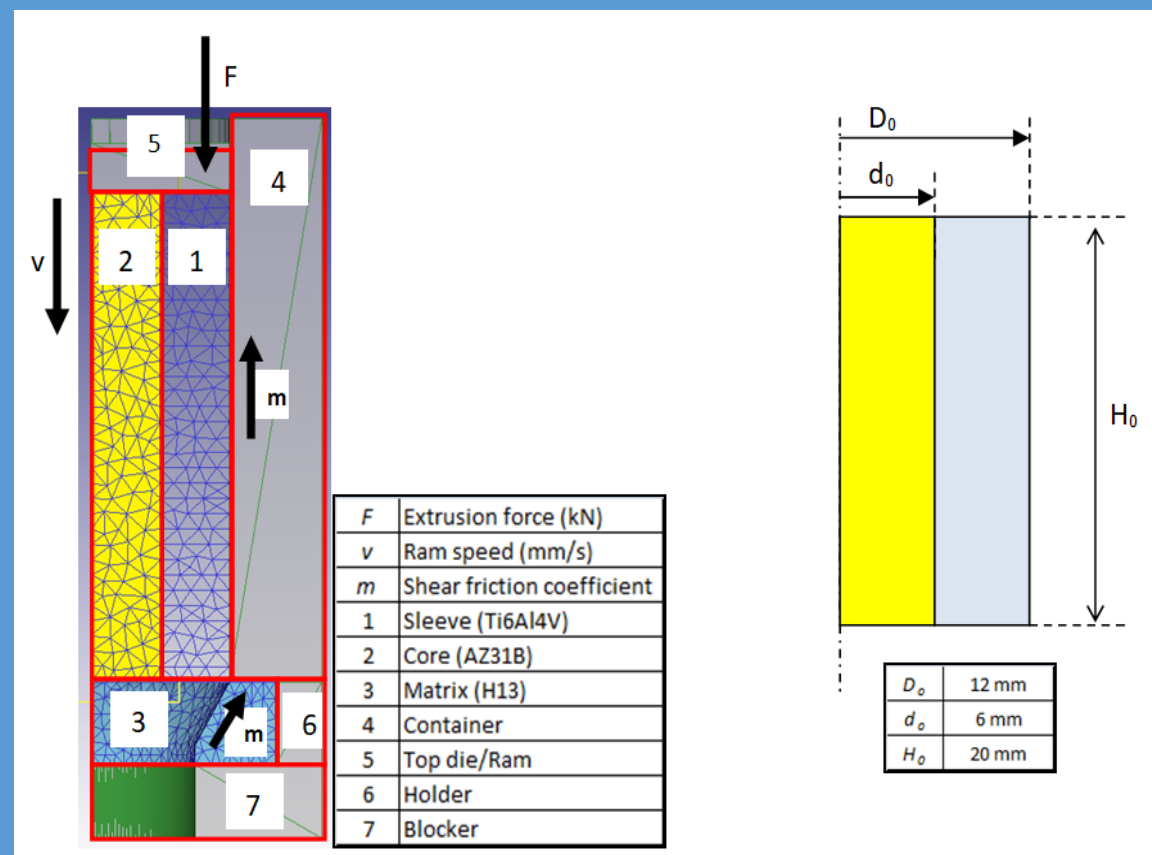 F
5
4
v
2
1
m
3
m
6
7
F Extrusion force (kN)
v Ram speed (mm/s)
m Shear friction coefficient
1 Sleeve (Ti6Al4V)
2 Core (AZ31B)
3 Matrix (H13)
4 Container
5 Top die/Ram
6 Holder
7 Blocker
D₀
d₀
H₀
Dₒ 12 mm
dₒ 6 mm
Hₒ 20 mm